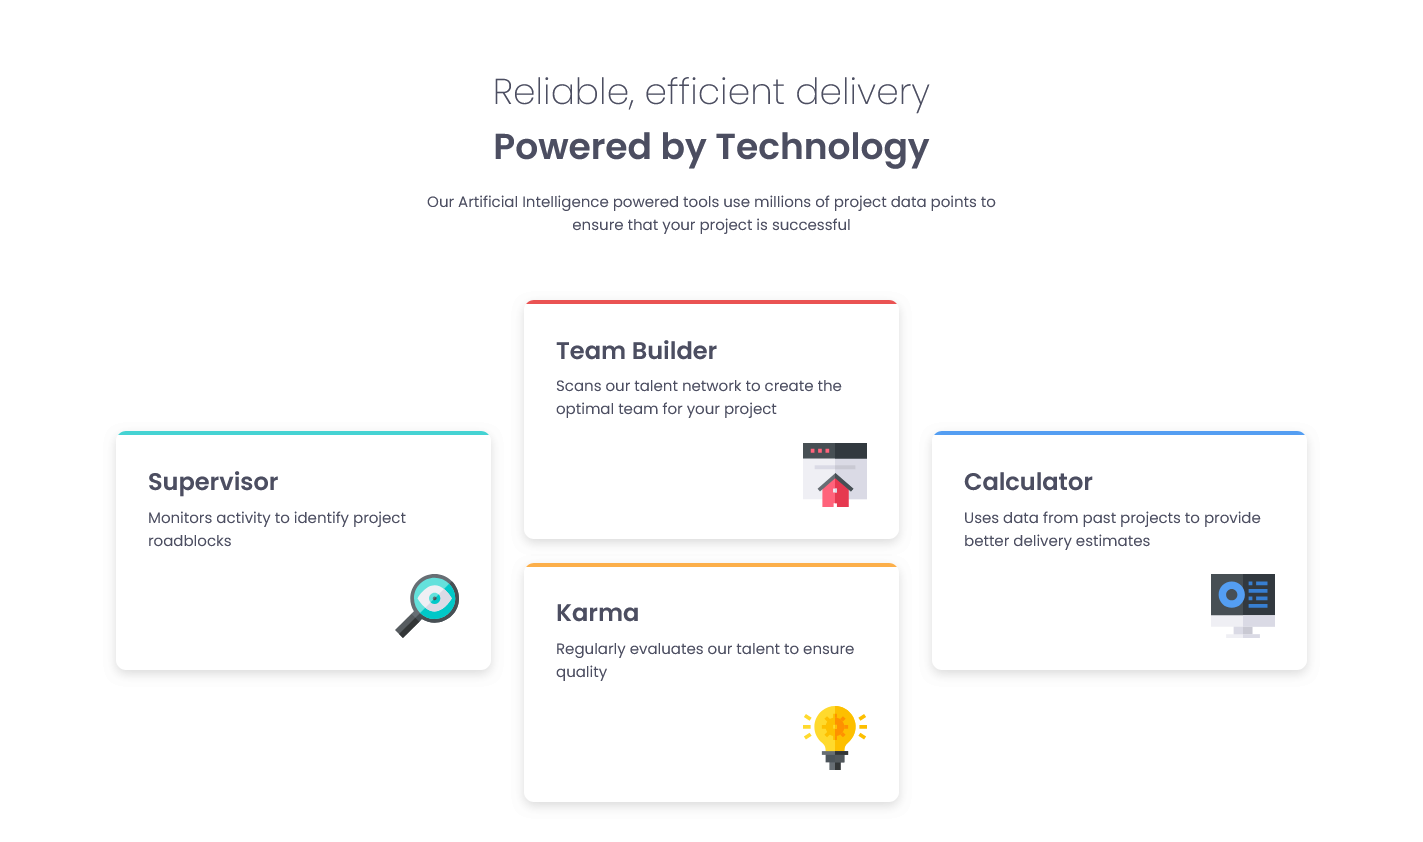 Reliable, efficient delivery
Powered by Technology
Our Artificial Intelligence powered tools use millions of project data points to
ensure that your project is successful
Supervisor
Monitors activity to identify project
roadblocks
Team Builder
Scans our talent network to create the
optimal team for your project
Karma
Regularly evaluates our talent to ensure
quality
Calculator
Uses data from past projects to provide
better delivery estimates